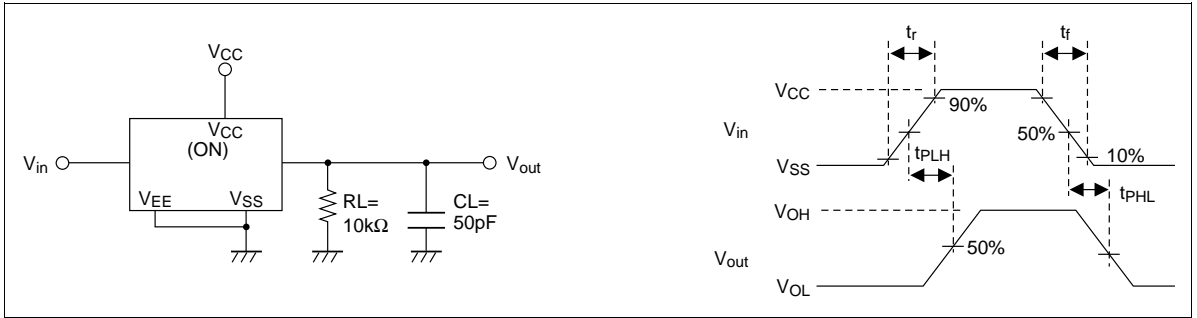 VCC
Vin
VCC
(ON)
VEE
VSS
Vout
RL=
10kΩ
CL=
50pF
tr
tf
VCC
90%
Vin
50%
10%
VSS
tPLH
tPHL
VOH
50%
Vout
VOL